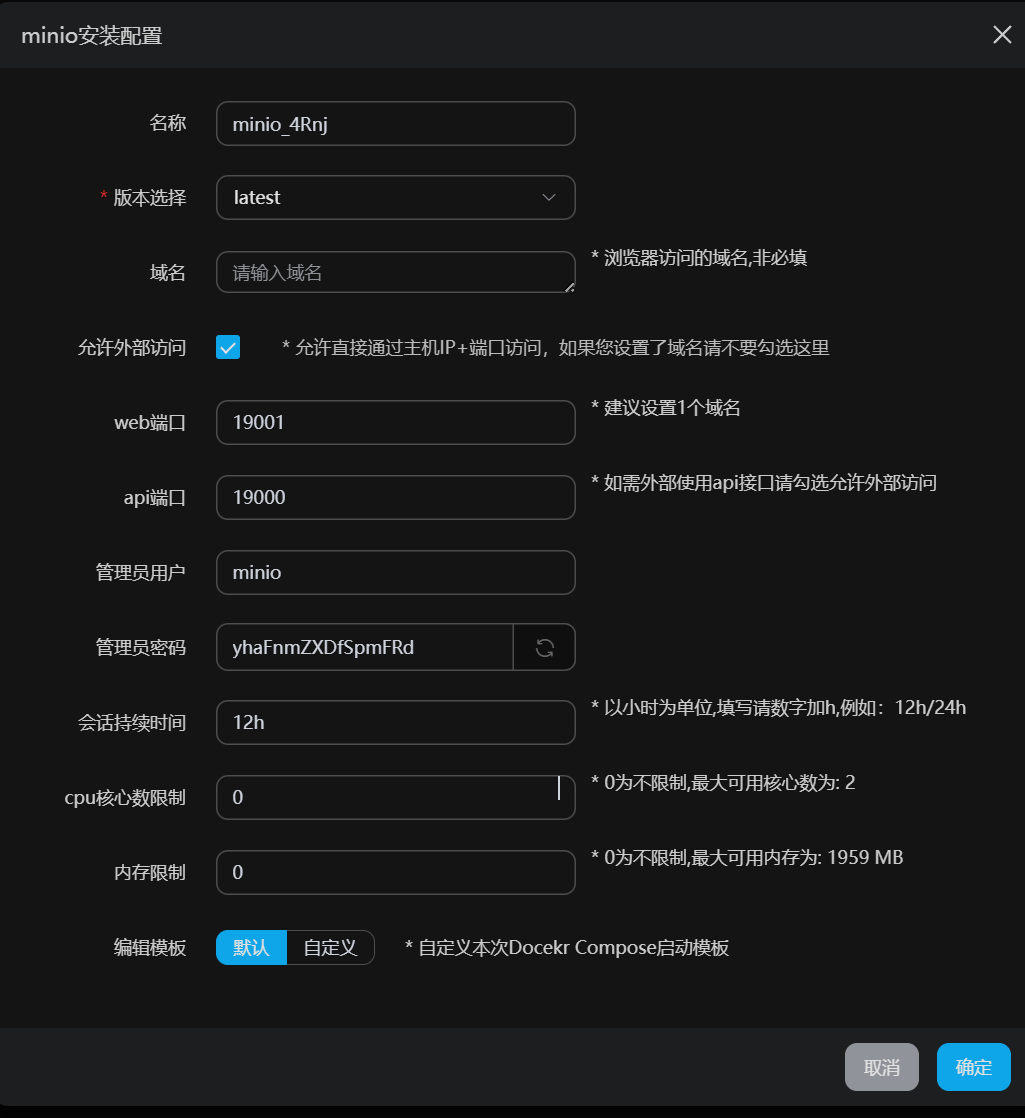 minio安装配置
名称
minio_4Rnj
* 版本选择
latest
域名
请输入域名
* 浏览器访问的域名,非必填
允许外部访问
* 允许直接通过主机IP+端口访问，如果您设置了域名请不要勾选这里
web端口
19001
* 建议设置1个域名
api端口
19000
* 如需外部使用api接口请勾选允许外部访问
管理员用户
minio
管理员密码
yhaFnmZXDfSpmFRd
会话持续时间
12h
* 以小时为单位,填写请数字加h,例如：12h/24h
cpu核心数限制
0
* 0为不限制,最大可用核心数为: 2
内存限制
0
* 0为不限制,最大可用内存为: 1959 MB
编辑模板
默认
自定义
* 自定义本次Docekr Compose启动模板
取消
确定